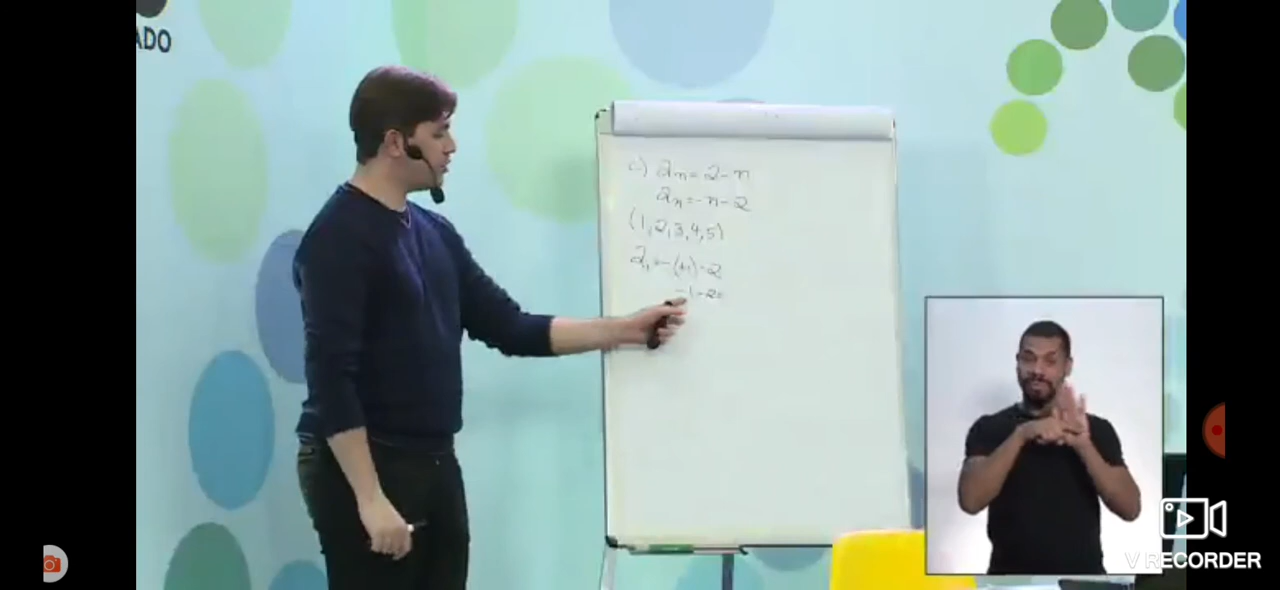 ADO
c) an = 2-n
an = -n-2
(1,2,3,4,5)
a1 = -(+1)-2
-1-2=
V RECORDER